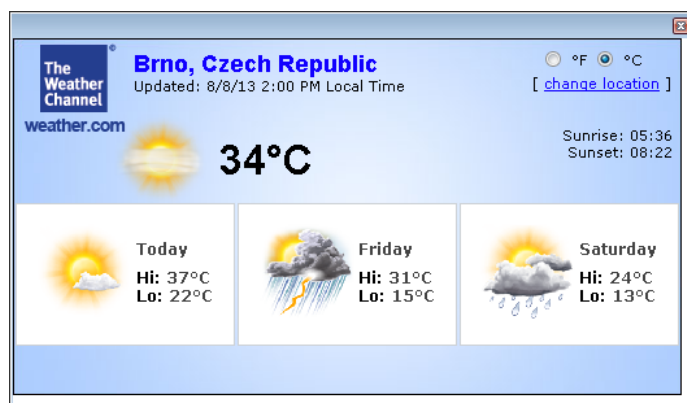 The
Weather
Channel
®
weather.com
Brno, Czech Republic
Updated: 8/8/13 2:00 PM Local Time
°F °C
[ change location ]
34°C
Sunrise: 05:36
Sunset: 08:22
Today
Hi: 37°C
Lo: 22°C
Friday
Hi: 31°C
Lo: 15°C
Saturday
Hi: 24°C
Lo: 13°C